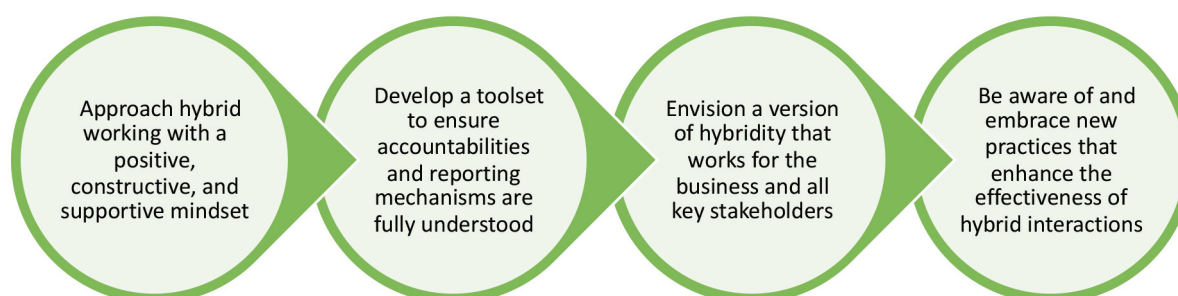 Approach hybrid
working with a
positive,
constructive, and
supportive mindset
Develop a toolset
to ensure
accountabilities
and reporting
mechanisms are
fully understood
Envision a version
of hybridity that
works for the
business and all
key stakeholders
Be aware of and
embrace new
practices that
enhance the
effectiveness of
hybrid interactions